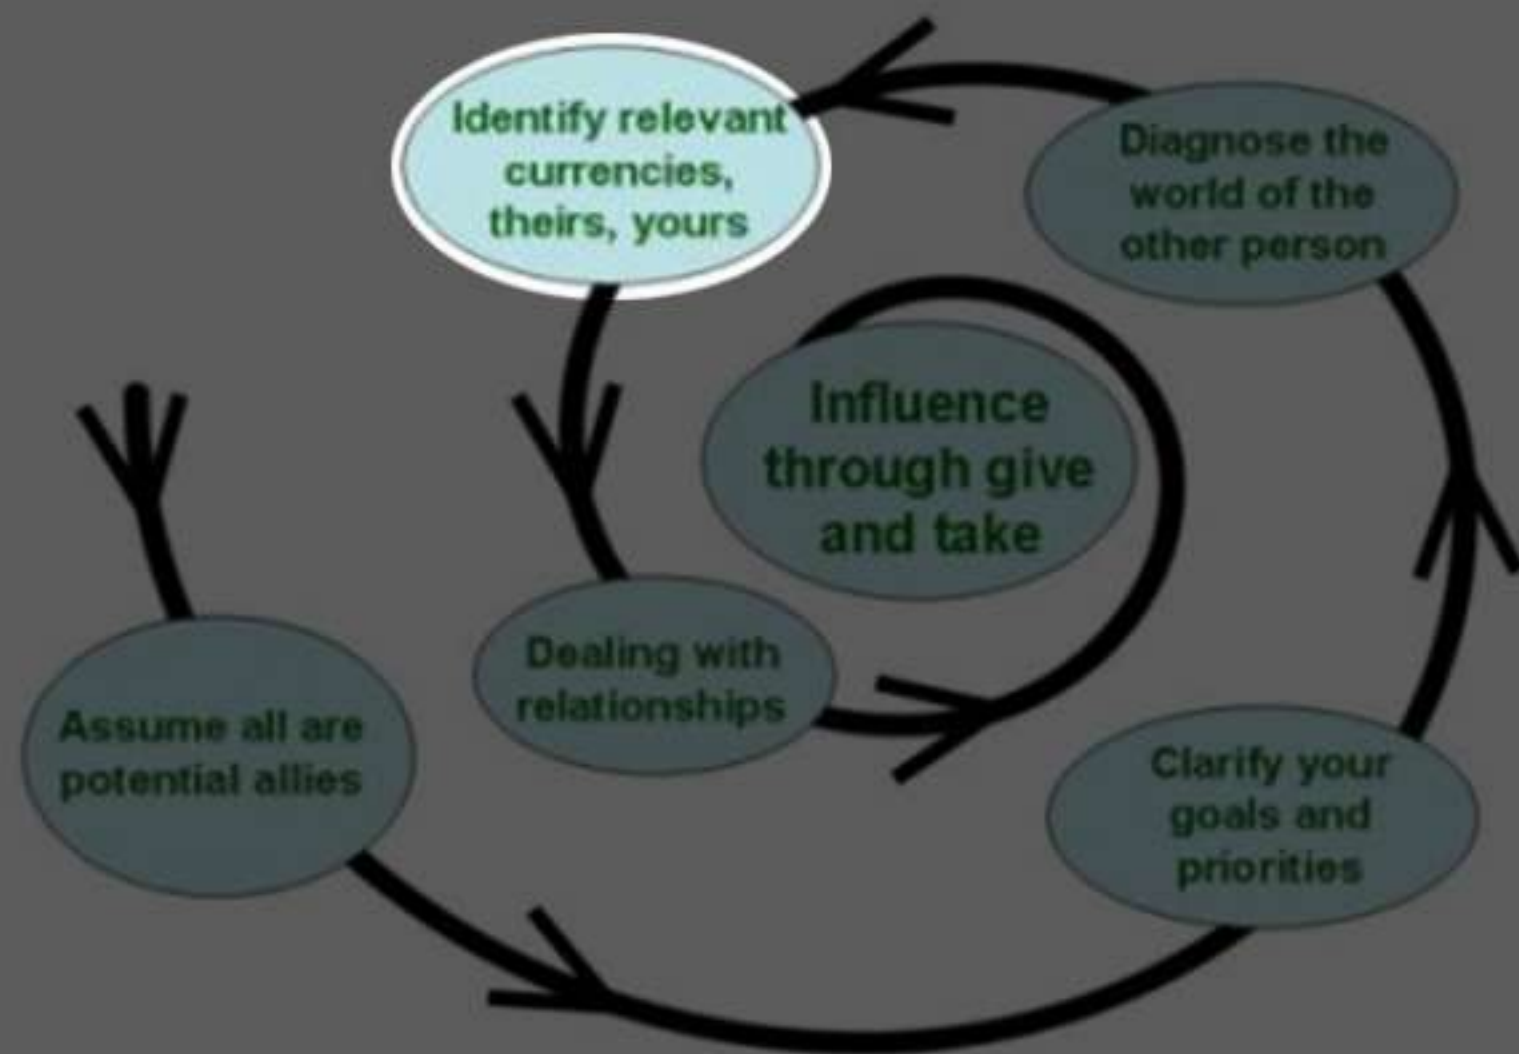 Identify relevant
currencies,
theirs, yours
Diagnose the
world of the
other person
Influence
through give
and take
Dealing with
relationships
Assume all are
potential allies
Clarify your
goals and
priorities